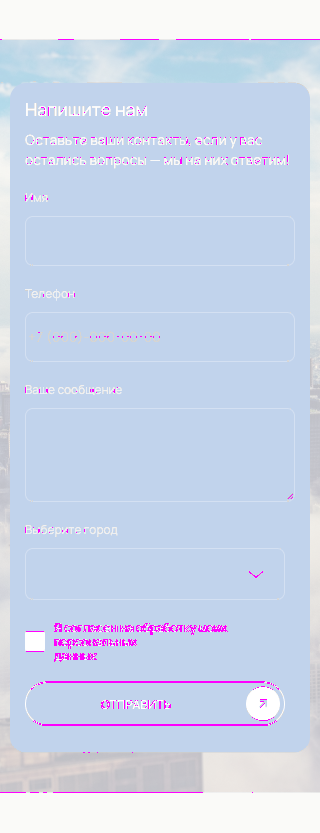 Напишите нам
Оставьте ваши контакты, если у вас
остались вопросы — мы на них ответим!
Имя
Телефон
Ваше сообщение
Выберите город
Я согласен на обработку моих
персональных
данных
ОТПРАВИТЬ